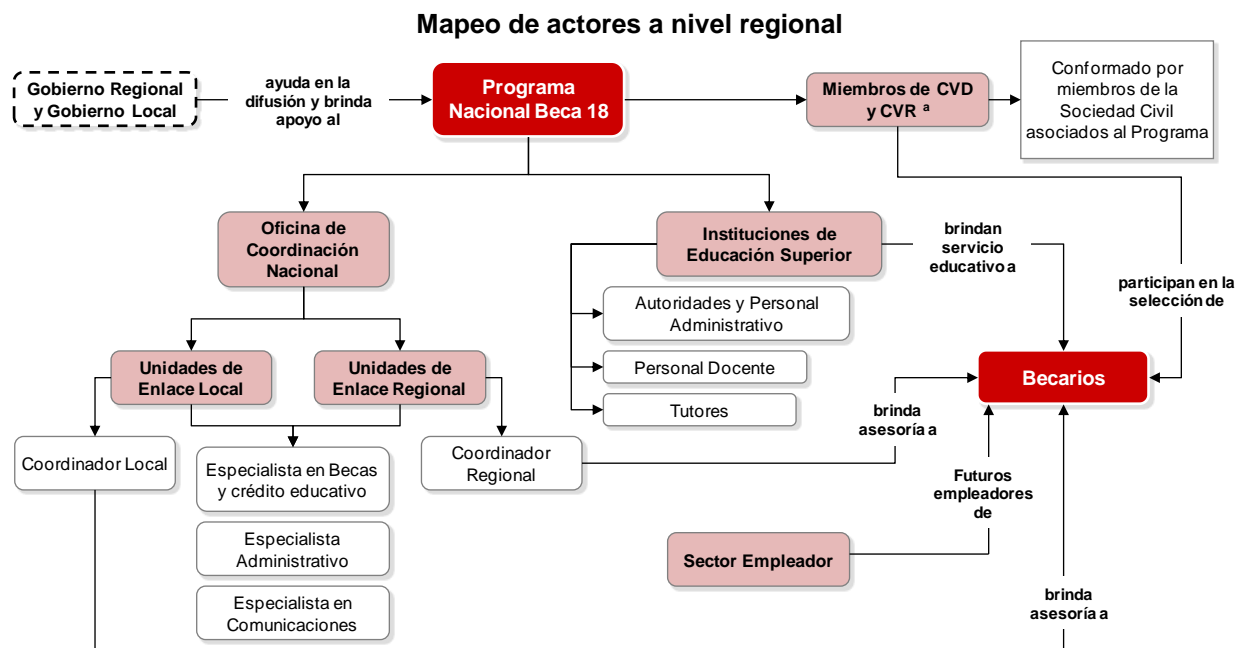 Mapeo de actores a nivel regional
Gobierno Regional
y Gobierno Local
ayuda en la
difusión y brinda
apoyo al
Programa
Nacional Beca 18
Miembros de CVD
y CVR a
Conformado por
miembros de la
Sociedad Civil
asociados al Programa
Oficina de
Coordinación
Nacional
Instituciones de
Educación Superior
brindan
servicio
educativo a
participan en la
selección de
Autoridades y Personal
Administrativo
Personal Docente
Tutores
Unidades de
Enlace Local
Unidades de
Enlace Regional
Becarios
brinda
asesoría a
Coordinador Local
Especialista en Becas
y crédito educativo
Coordinador
Regional
Futuros
empleadores
de
Especialista
Administrativo
Sector Empleador
Especialista en
Comunicaciones
brinda
asesoría a